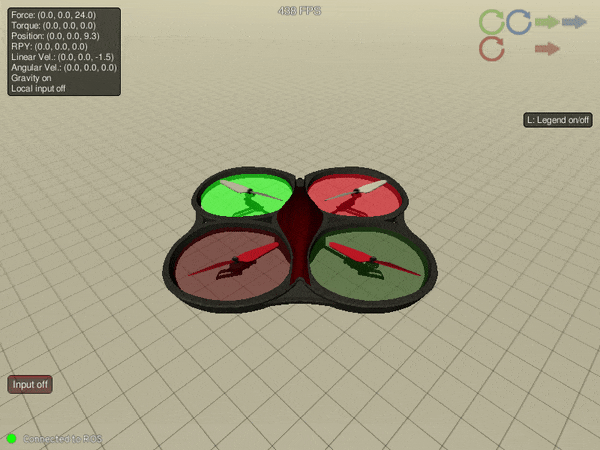 Force: (0.0, 0.0, 24.0)
Torque: (0.0, 0.0, 0.0)
Position: (0.0, 0.0, 9.3)
RPY: (0.0, 0.0, 0.0)
Linear Vel.: (0.0, 0.0, -1.5)
Angular Vel.: (0.0, 0.0, 0.0)
Gravity on
Local input off
FPS
L: Legend on/off
Input off
Connected to ROS